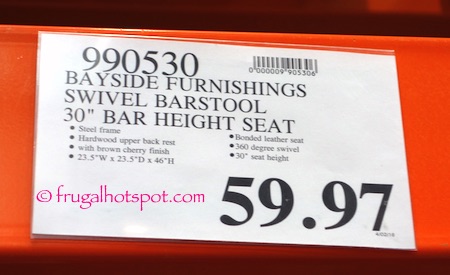 990530
0000009905306
BAYSIDE FURNISHINGS
SWIVEL BARSTOOL
30" BAR HEIGHT SEAT
• Steel frame
• Hardwood upper back rest
• with brown cherry finish
• 23.5"W x 23.5"D x 46"H
• Bonded leather seat
• 360 degree swivel
• 30" seat height
© frugalhotspot.com
59.97